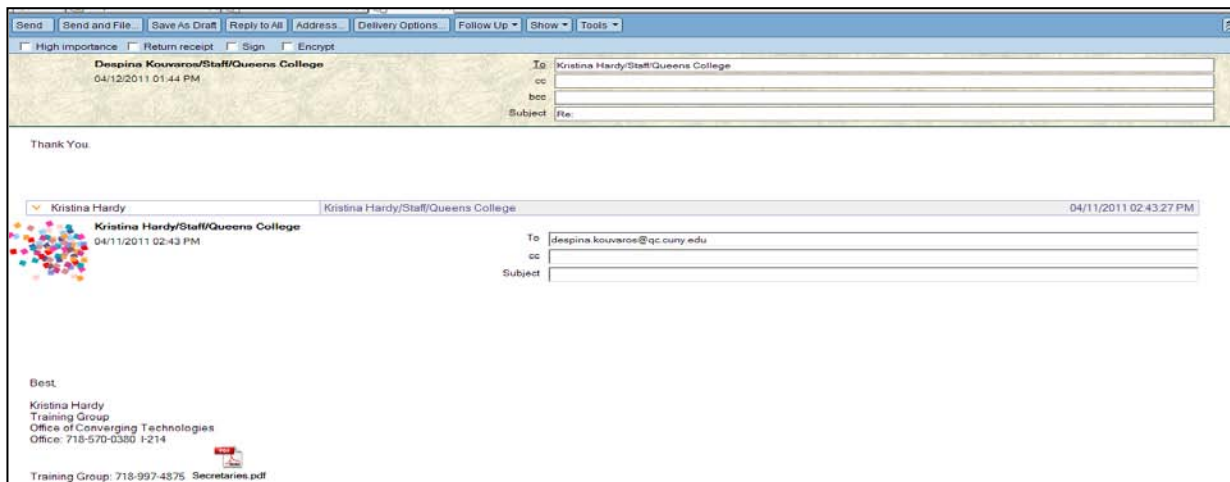 Send Send and File... Save As Draft Reply to All Address... Delivery Options... Follow Up Show Tools
High importance Return receipt Sign Encrypt
Despina Kouvaros/Staff/Queens College To Kristina Hardy/Staff/Queens College
04/12/2011 01:44 PM cc
bcc
Subject Re:
Thank You.
Kristina Hardy Kristina Hardy/Staff/Queens College 04/11/2011 02:43:27 PM
Kristina Hardy/Staff/Queens College
04/11/2011 02:43 PM To despina.kouvaros@qc.cuny.edu
cc
Subject
Best,
Kristina Hardy
Training Group
Office of Converging Technologies
Office: 718-570-0380 I-214
Training Group: 718-997-4875 Secretaries.pdf